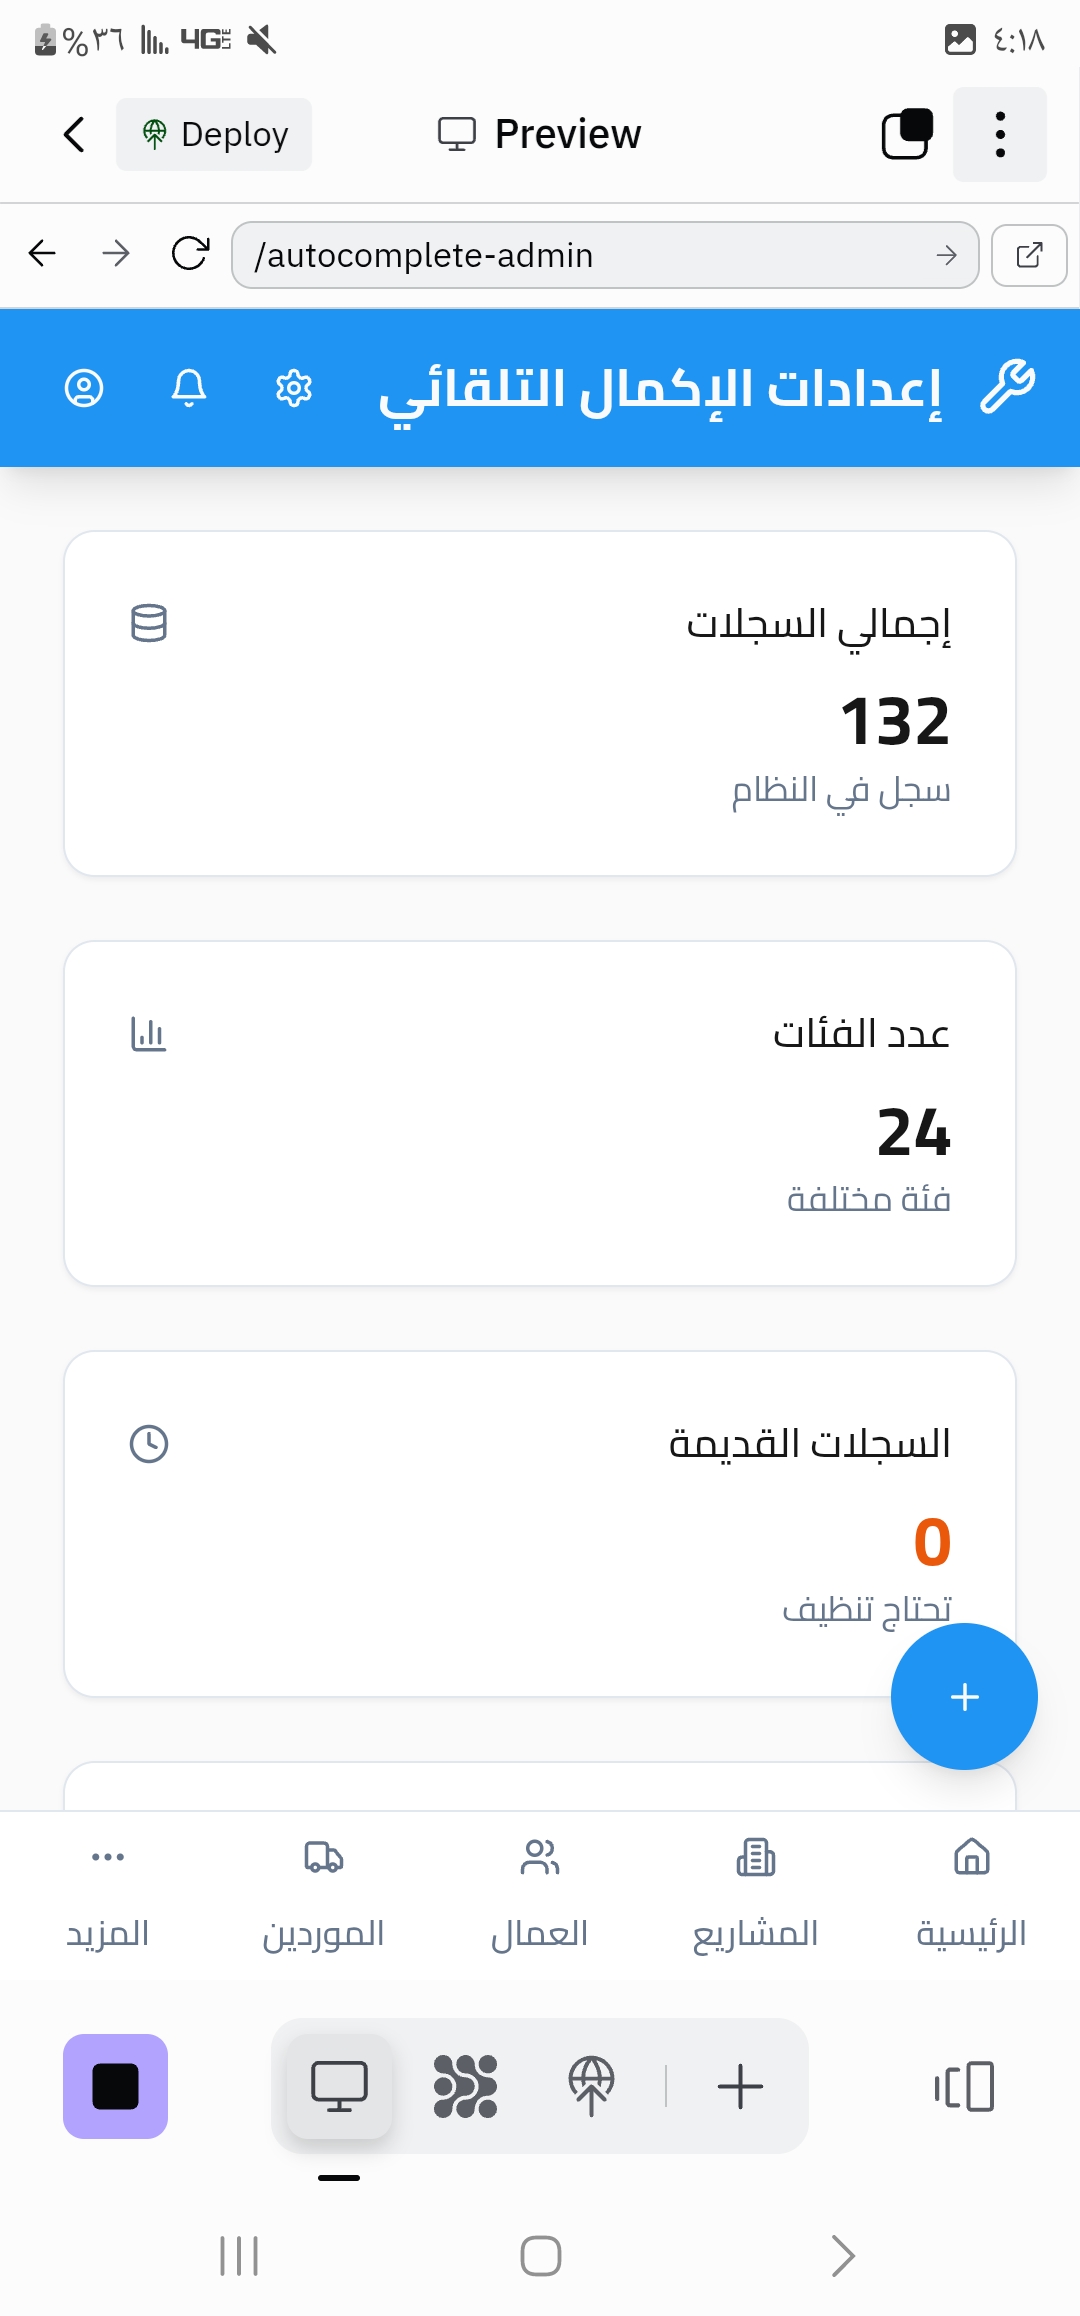 %٣٦ 4G LTE ٤:١٨
Deploy Preview
/autocomplete-admin
إعدادات الإكمال التلقائي
إجمالي السجلات
132
سجل في النظام
عدد الفئات
24
فئة مختلفة
السجلات القديمة
0
تحتاج تنظيف
+
الرئيسية المشاريع العمال الموردين المزيد